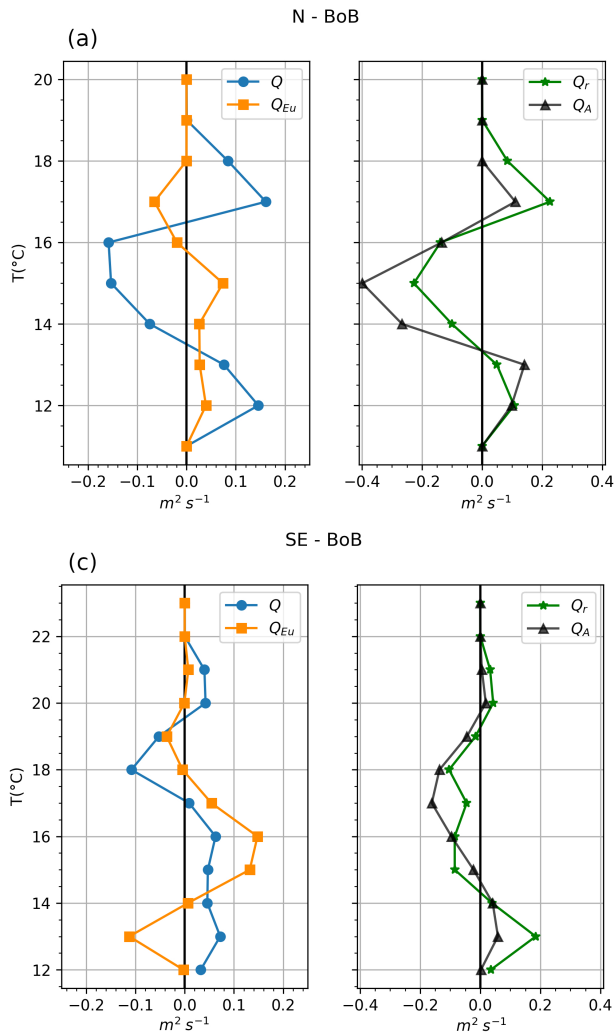 N - BoB
(a)
Q
Q_Eu
Q_r
Q_A
20
18
16
14
12
T(°C)
−0.2 −0.1 0.0 0.1 0.2
m² s⁻¹
−0.4 −0.2 0.0 0.2 0.4
m² s⁻¹
SE - BoB
(c)
Q
Q_Eu
Q_r
Q_A
22
20
18
16
14
12
T(°C)
−0.2 −0.1 0.0 0.1 0.2
m² s⁻¹
−0.4 −0.2 0.0 0.2 0.4
m² s⁻¹